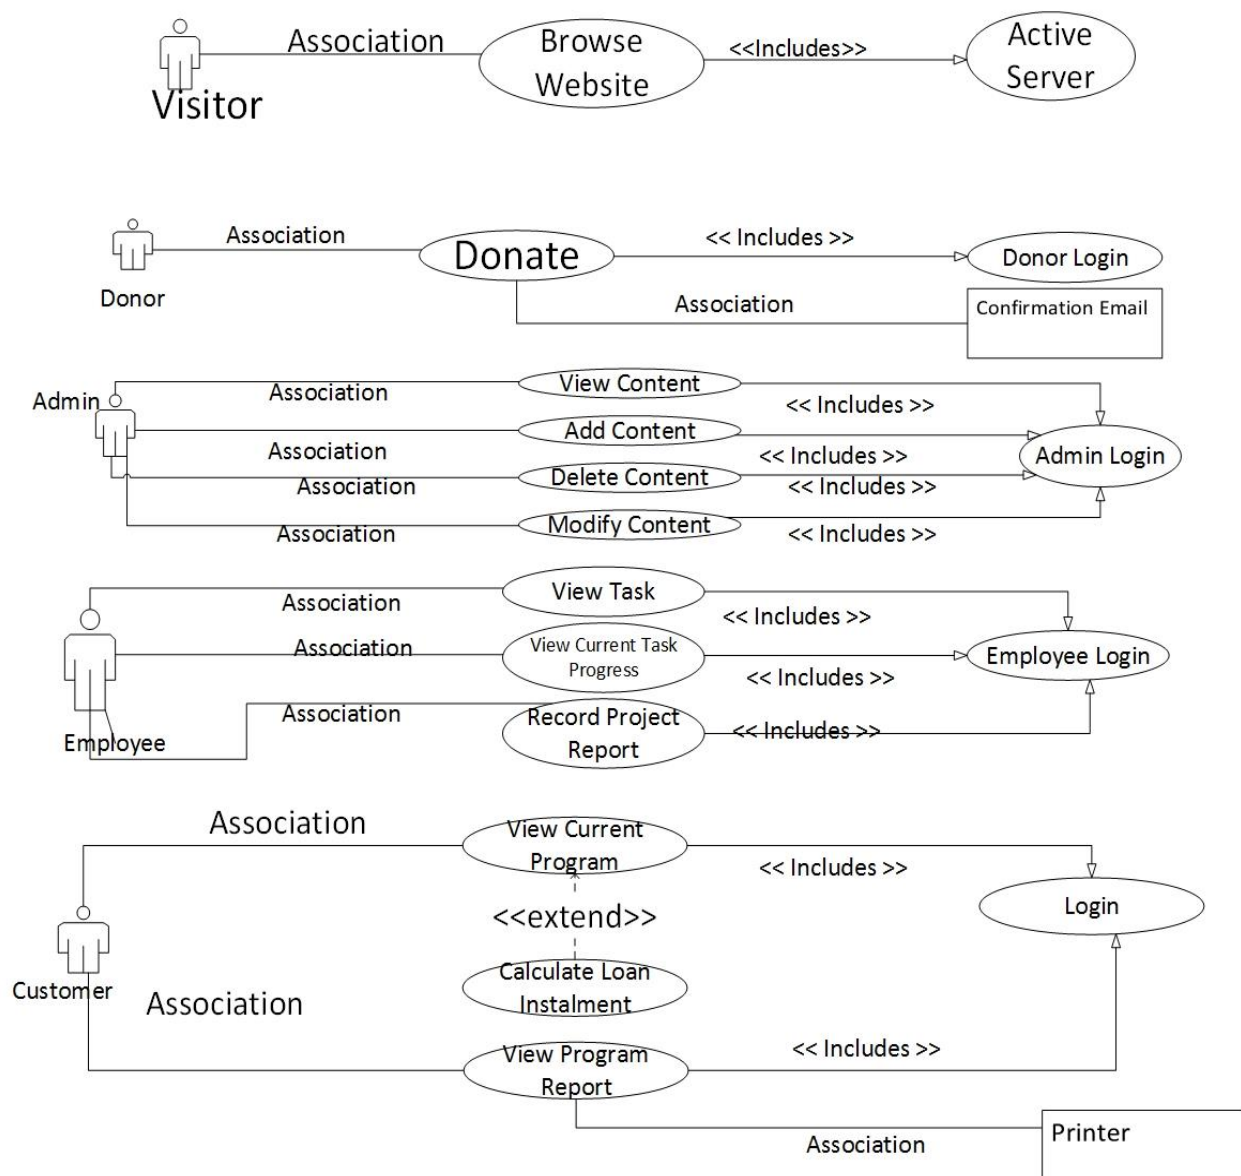 Association
Browse
Website
<<Includes>>
Active
Server
Visitor
Association
Donate
<< Includes >>
Donor Login
Donor
Association
Confirmation Email
Admin
Association
View Content
<< Includes >>
Association
Add Content
<< Includes >>
Admin Login
Association
Delete Content
<< Includes >>
Association
Modify Content
<< Includes >>
Association
View Task
<< Includes >>
Association
View Current Task
Progress
<< Includes >>
Employee Login
Employee
Association
Record Project
Report
<< Includes >>
Association
View Current
Program
<< Includes >>
Login
<<extend>>
Customer
Association
Calculate Loan
Instalment
View Program
Report
<< Includes >>
Association
Printer